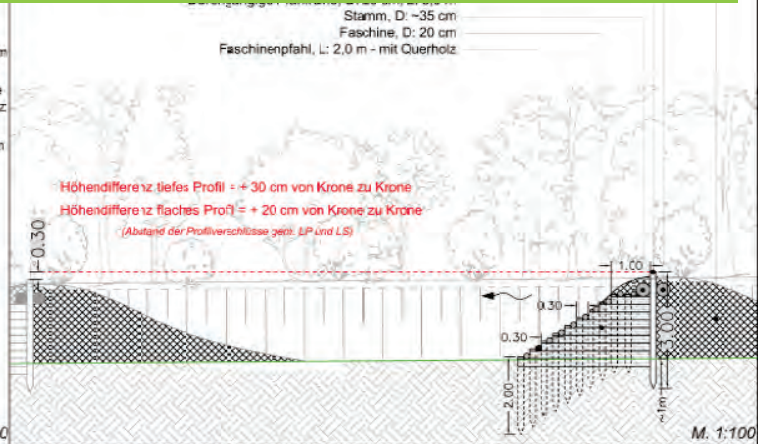 Stamm, D: ~35 cm
Faschine, D: 20 cm
Faschinenpfahl, L: 2,0 m - mit Querholz
Höhendifferenz tiefes Profil = + 30 cm von Krone zu Krone
Höhendifferenz flaches Profil = + 20 cm von Krone zu Krone
(Abstand der Profilverschlüsse gem. LP und LS)
0.30
1.00
0.30
0.30
3.00
2.00
~1m
M. 1:100